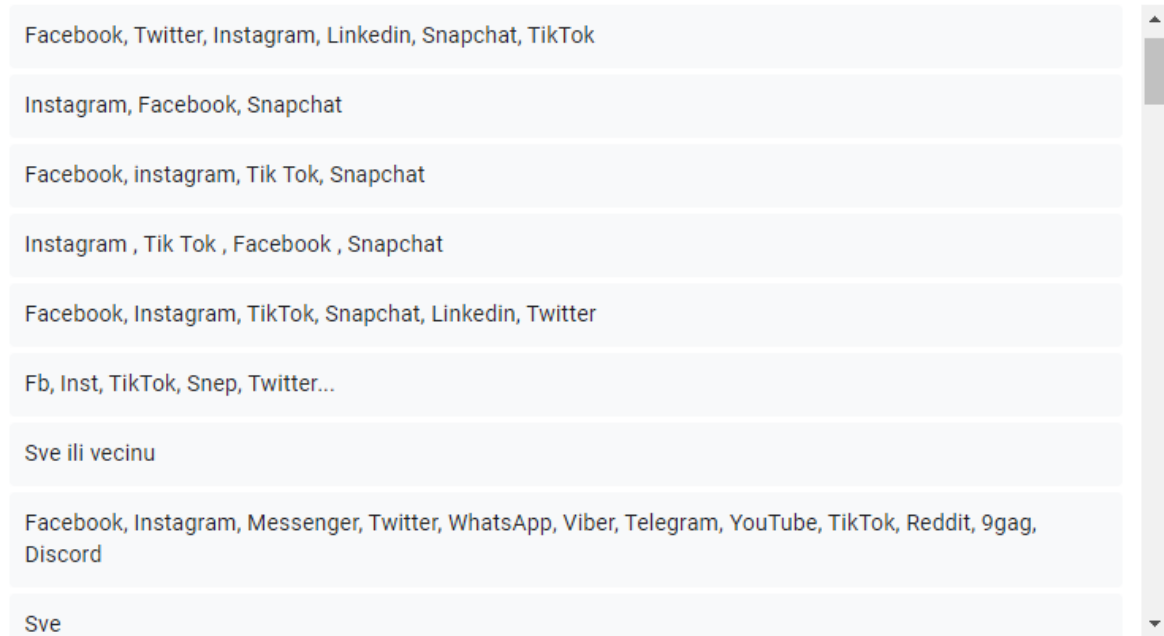 Facebook, Twitter, Instagram, Linkedin, Snapchat, TikTok
Instagram, Facebook, Snapchat
Facebook, instagram, Tik Tok, Snapchat
Instagram , Tik Tok , Facebook , Snapchat
Facebook, Instagram, TikTok, Snapchat, Linkedin, Twitter
Fb, Inst, TikTok, Snep, Twitter...
Sve ili vecinu
Facebook, Instagram, Messenger, Twitter, WhatsApp, Viber, Telegram, YouTube, TikTok, Reddit, 9gag,
Discord
Sve